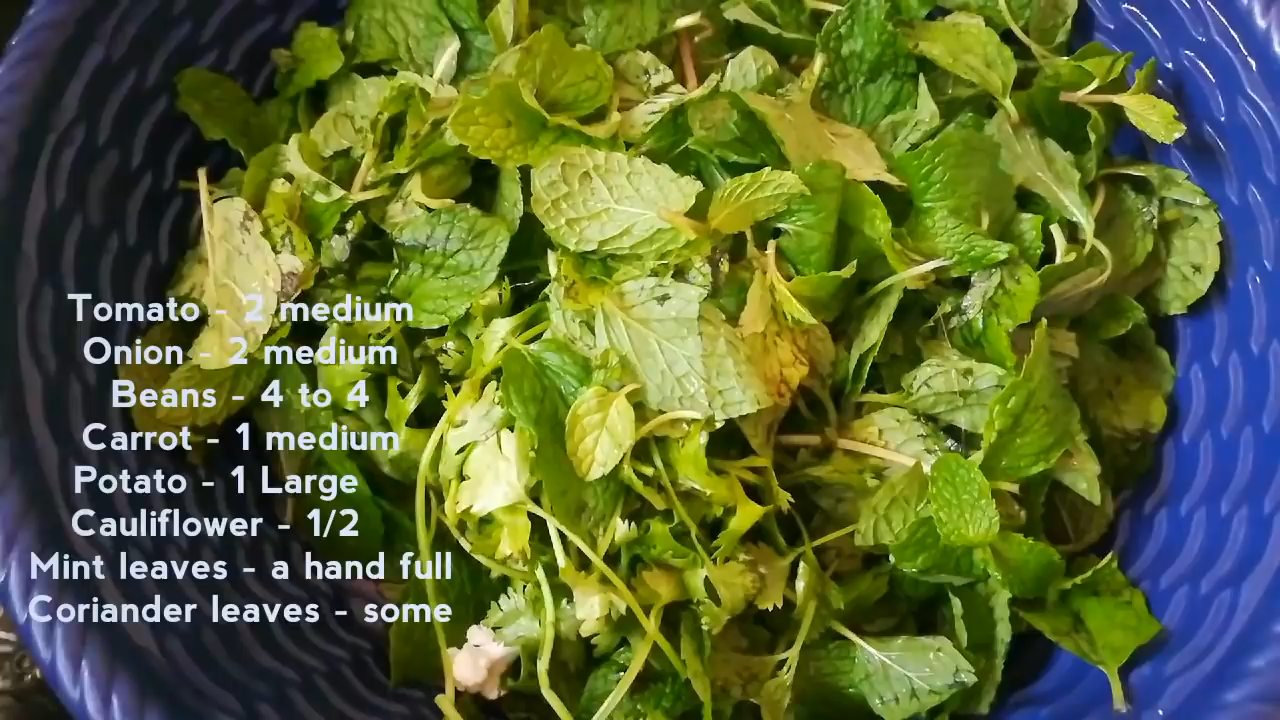 Tomato - 2 medium
Onion - 2 medium
Beans - 4 to 4
Carrot - 1 medium
Potato - 1 Large
Cauliflower - 1/2
Mint leaves - a hand full
Coriander leaves - some